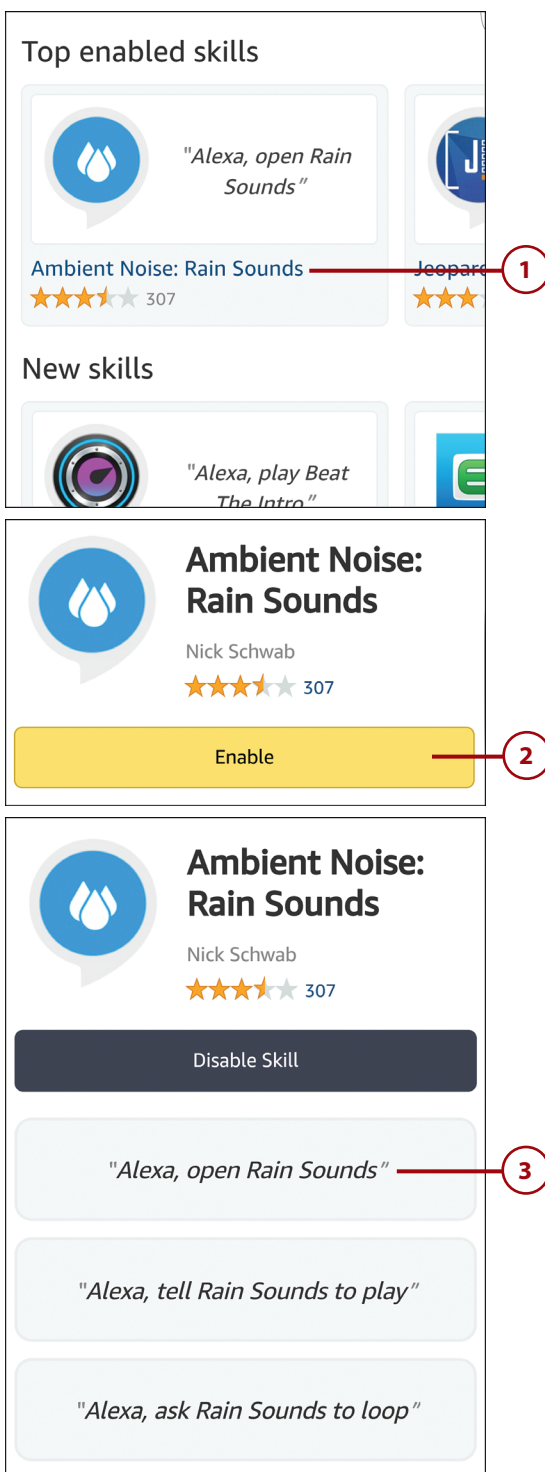 Top enabled skills
"Alexa, open Rain
Sounds"
J
Ambient Noise: Rain Sounds
Jeopard
1
307
New skills
"Alexa, play Beat
The Intro"
E
Ambient Noise:
Rain Sounds
Nick Schwab
307
Enable
2
Ambient Noise:
Rain Sounds
Nick Schwab
307
Disable Skill
"Alexa, open Rain Sounds"
3
"Alexa, tell Rain Sounds to play"
"Alexa, ask Rain Sounds to loop"